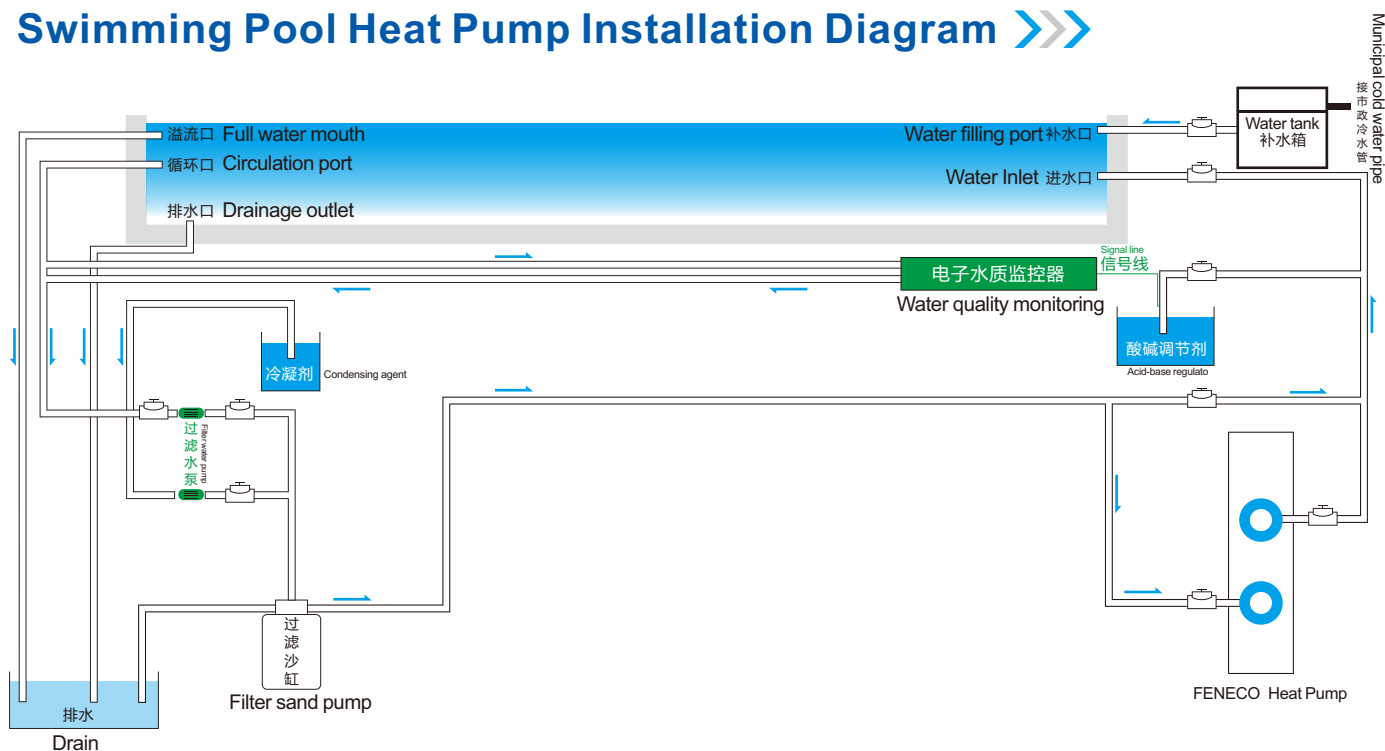 Swimming Pool Heat Pump Installation Diagram
Municipal cold water pipe
接市政冷水管
溢流口 Full water mouth
Water filling port 补水口
Water tank
补水箱
循环口 Circulation port
Water Inlet 进水口
排水口 Drainage outlet
Signal line
信号线
电子水质监控器
Water quality monitoring
酸碱调节剂
Acid-base regulato
冷凝剂
Condensing agent
过滤水泵
Filter water pump
过滤沙缸
Filter sand pump
FENECO Heat Pump
排水
Drain